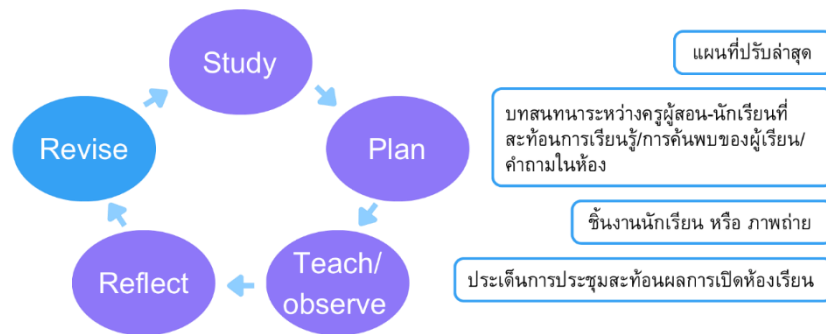 Study
Plan
Teach/
observe
Reflect
Revise
แผนที่ปรับล่าสุด
บทสนทนาระหว่างครูผู้สอน-นักเรียนที่
สะท้อนการเรียนรู้/การค้นพบของผู้เรียน/
คำถามในห้อง
ชิ้นงานนักเรียน หรือ ภาพถ่าย
ประเด็นการประชุมสะท้อนผลการเปิดห้องเรียน